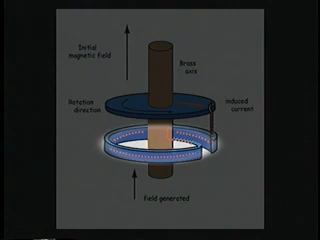 Initial
magnetic field
Brass
axis
Rotation
direction
Induced
current
Field generated